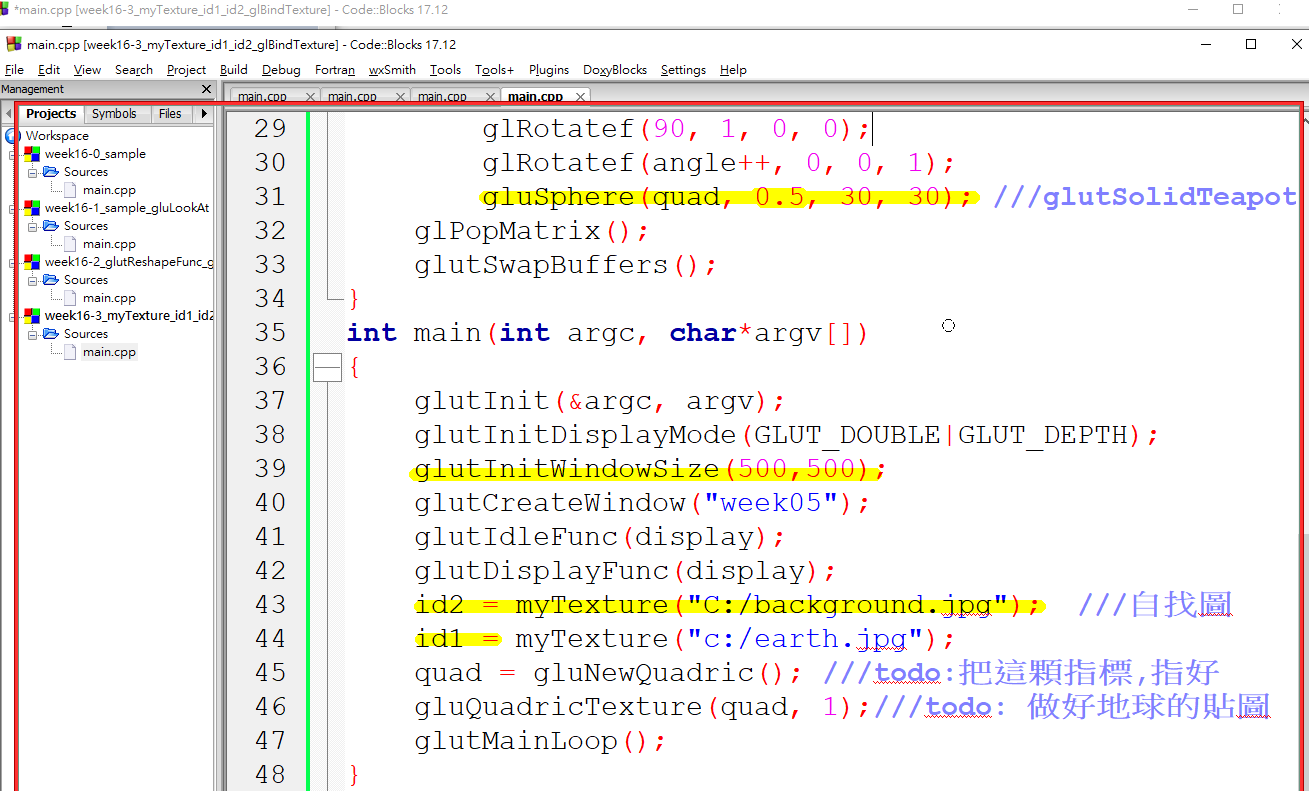 *main.cpp [week16-3_myTexture_id1_id2_glBindTexture] - Code::Blocks 17.12
main.cpp [week16-3_myTexture_id1_id2_glBindTexture] - Code::Blocks 17.12
File Edit View Search Project Build Debug Fortran wxSmith Tools Tools+ Plugins DoxyBlocks Settings Help
Management
main.cpp main.cpp main.cpp main.cpp
Projects Symbols Files
Workspace
week16-0_sample
Sources
main.cpp
week16-1_sample_gluLookAt
Sources
main.cpp
week16-2_glutReshapeFunc_g
Sources
main.cpp
week16-3_myTexture_id1_id2
Sources
main.cpp
29 glRotatef(90, 1, 0, 0);
30 glRotatef(angle++, 0, 0, 1);
31 gluSphere(quad, 0.5, 30, 30); ///glutSolidTeapot
32 glPopMatrix();
33 glutSwapBuffers();
34 }
35 int main(int argc, char*argv[])
36 {
37 glutInit(&argc, argv);
38 glutInitDisplayMode(GLUT_DOUBLE|GLUT_DEPTH);
39 glutInitWindowSize(500,500);
40 glutCreateWindow("week05");
41 glutIdleFunc(display);
42 glutDisplayFunc(display);
43 id2 = myTexture("C:/background.jpg"); ///自找圖
44 id1 = myTexture("c:/earth.jpg");
45 quad = gluNewQuadric(); ///todo:把這顆指標,指好
46 gluQuadricTexture(quad, 1);///todo: 做好地球的貼圖
47 glutMainLoop();
48 }